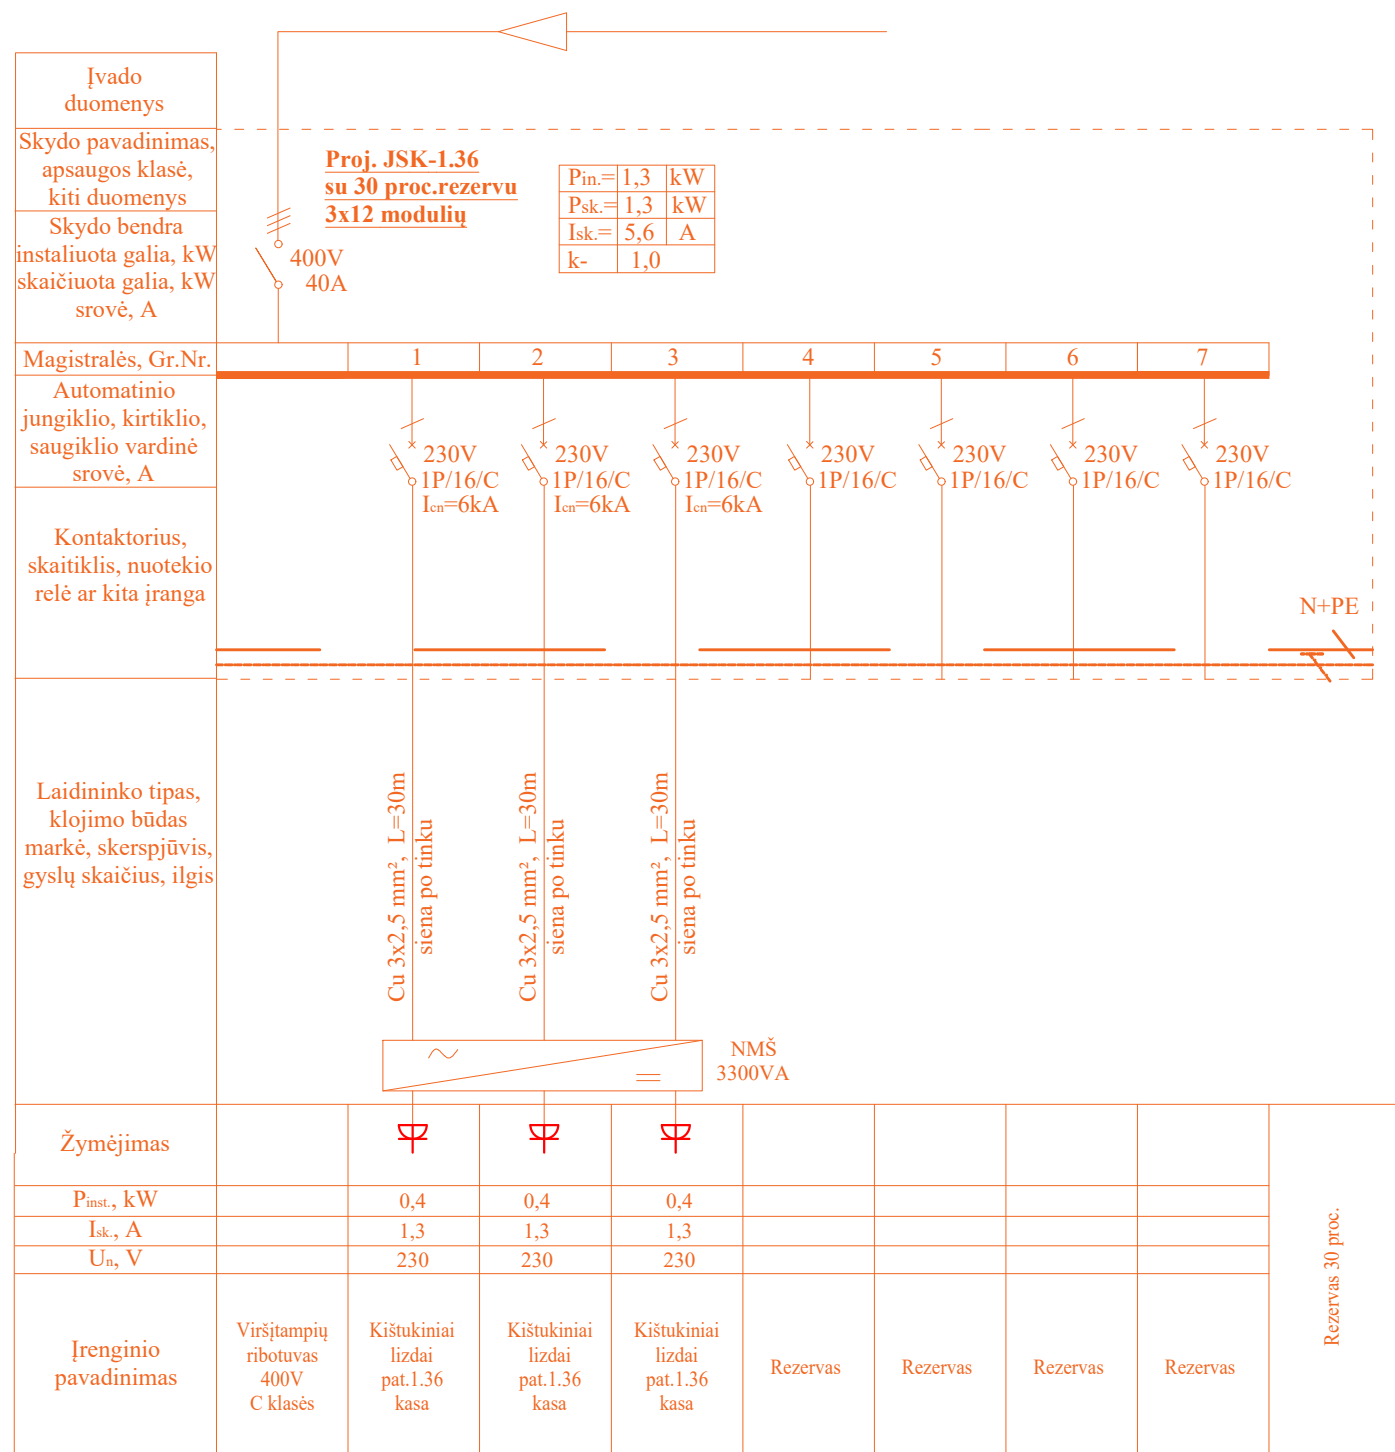 Įvado
duomenys
Skydo pavadinimas,
apsaugos klasė,
kiti duomenys
Skydo bendra
instaliuota galia, kW
skaičiuota galia, kW
srovė, A
Proj. JSK-1.36
su 30 proc.rezervu
3x12 modulių
Pin.= 1,3 kW
Psk.= 1,3 kW
Isk.= 5,6 A
k- 1,0
400V
40A
Magistralės, Gr.Nr. 1 2 3 4 5 6 7
Automatinio
jungiklio, kirtiklio,
saugiklio vardinė
srovė, A
230V 230V 230V 230V 230V 230V 230V
1P/16/C 1P/16/C 1P/16/C 1P/16/C 1P/16/C 1P/16/C 1P/16/C
Icn=6kA Icn=6kA Icn=6kA
Kontaktorius,
skaitiklis, nuotekio
relė ar kita įranga
N+PE
Laidininko tipas,
klojimo būdas
markė, skerspjūvis,
gyslų skaičius, ilgis
Cu 3x2,5 mm², L=30m
siena po tinku
Cu 3x2,5 mm², L=30m
siena po tinku
Cu 3x2,5 mm², L=30m
siena po tinku
NMŠ
3300VA
Žymėjimas
Pinst., kW 0,4 0,4 0,4
Isk., A 1,3 1,3 1,3
Un, V 230 230 230
Įrenginio
pavadinimas
Viršįtampių
ribotuvas
400V
C klasės
Kištukiniai
lizdai
pat.1.36
kasa
Kištukiniai
lizdai
pat.1.36
kasa
Kištukiniai
lizdai
pat.1.36
kasa
Rezervas
Rezervas
Rezervas
Rezervas
Rezervas 30 proc.